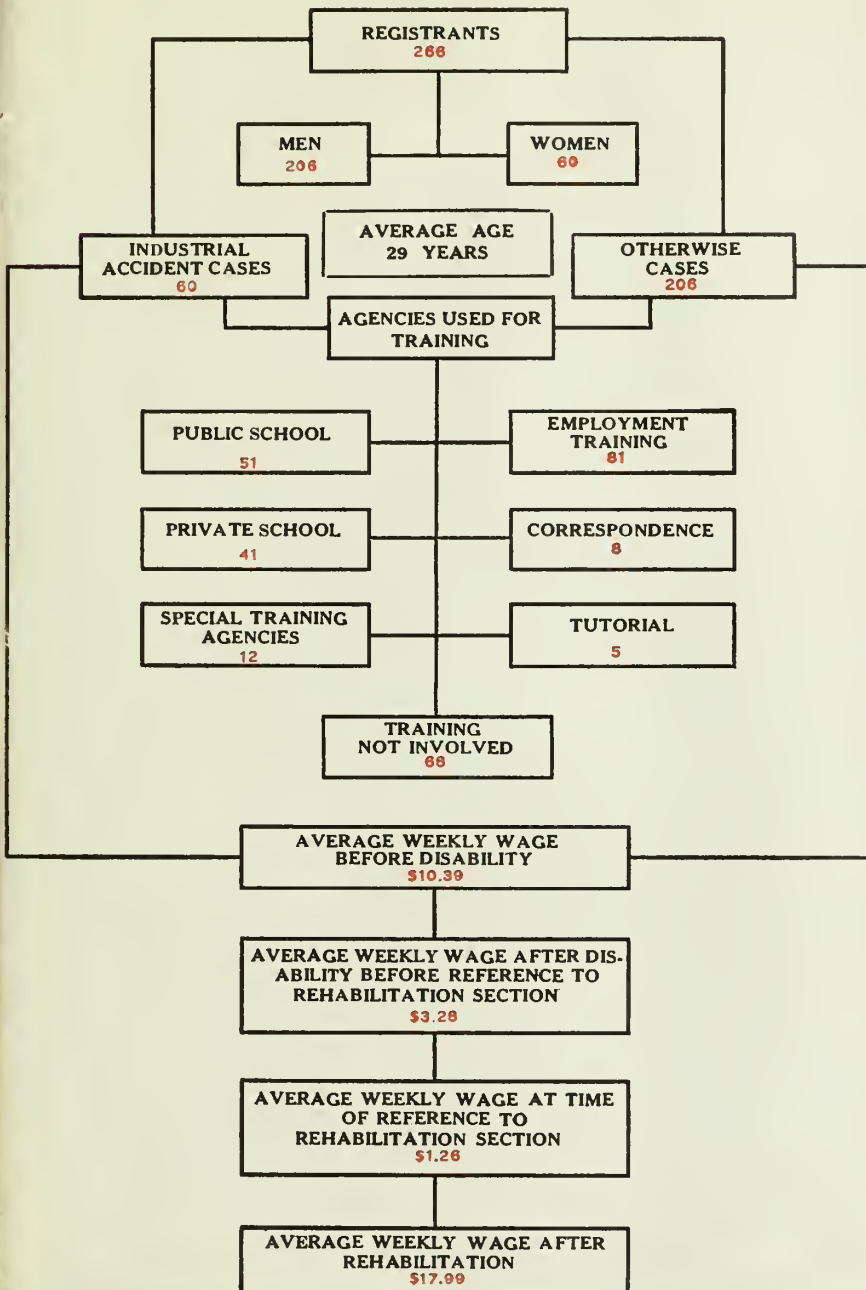 REGISTRANTS
266
MEN
206
WOMEN
60
AVERAGE AGE
29 YEARS
INDUSTRIAL
ACCIDENT CASES
60
OTHERWISE
CASES
206
AGENCIES USED FOR
TRAINING
PUBLIC SCHOOL
51
EMPLOYMENT
TRAINING
81
PRIVATE SCHOOL
41
CORRESPONDENCE
8
SPECIAL TRAINING
AGENCIES
12
TUTORIAL
5
TRAINING
NOT INVOLVED
68
AVERAGE WEEKLY WAGE
BEFORE DISABILITY
$10.39
AVERAGE WEEKLY WAGE AFTER DIS-
ABILITY BEFORE REFERENCE TO
REHABILITATION SECTION
$3.28
AVERAGE WEEKLY WAGE AT TIME
OF REFERENCE TO
REHABILITATION SECTION
$1.26
AVERAGE WEEKLY WAGE AFTER
REHABILITATION
$17.99